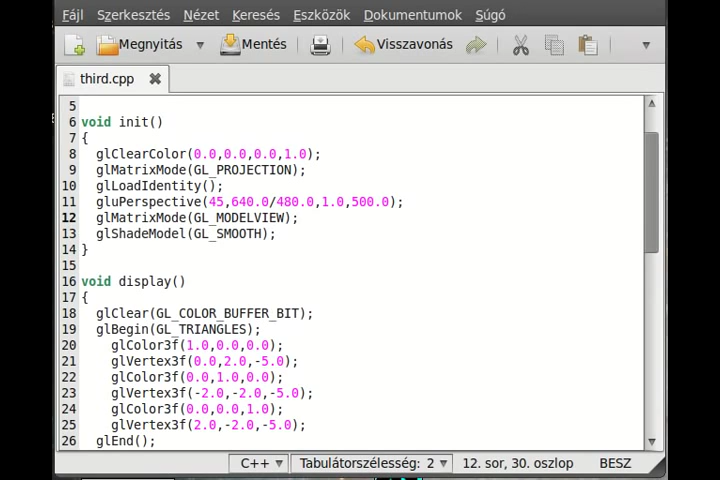 Fájl Szerkesztés Nézet Keresés Eszközök Dokumentumok Súgó
Megnyitás Mentés Visszavonás
third.cpp
5
6 void init()
7 {
8 glClearColor(0.0,0.0,0.0,1.0);
9 glMatrixMode(GL_PROJECTION);
10 glLoadIdentity();
11 gluPerspective(45,640.0/480.0,1.0,500.0);
12 glMatrixMode(GL_MODELVIEW);
13 glShadeModel(GL_SMOOTH);
14 }
15
16 void display()
17 {
18 glClear(GL_COLOR_BUFFER_BIT);
19 glBegin(GL_TRIANGLES);
20 glColor3f(1.0,0.0,0.0);
21 glVertex3f(0.0,2.0,-5.0);
22 glColor3f(0.0,1.0,0.0);
23 glVertex3f(-2.0,-2.0,-5.0);
24 glColor3f(0.0,0.0,1.0);
25 glVertex3f(2.0,-2.0,-5.0);
26 glEnd();
C++ Tabulátorszélesség: 2 12. sor, 30. oszlop BESZ